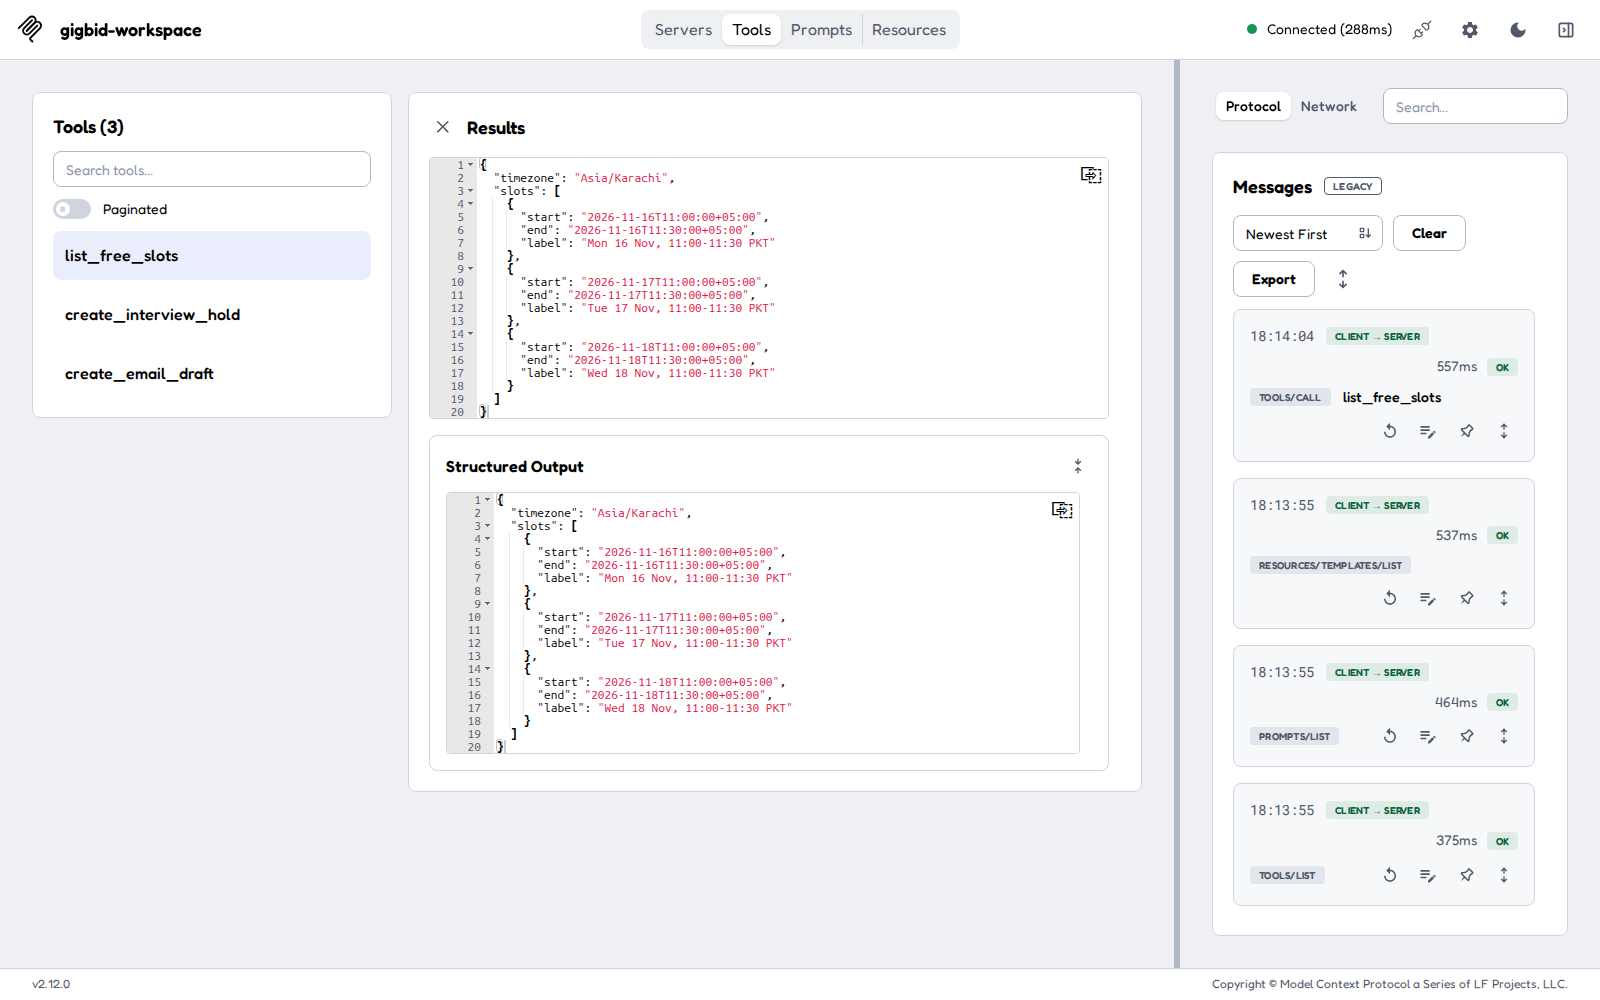 gigbid-workspace
Servers Tools Prompts Resources
Connected (288ms)
Tools (3)
Search tools...
Paginated
list_free_slots
create_interview_hold
create_email_draft
Results
1 {
2 "timezone": "Asia/Karachi",
3 "slots": [
4 {
5 "start": "2026-11-16T11:00:00+05:00",
6 "end": "2026-11-16T11:30:00+05:00",
7 "label": "Mon 16 Nov, 11:00-11:30 PKT"
8 },
9 {
10 "start": "2026-11-17T11:00:00+05:00",
11 "end": "2026-11-17T11:30:00+05:00",
12 "label": "Tue 17 Nov, 11:00-11:30 PKT"
13 },
14 {
15 "start": "2026-11-18T11:00:00+05:00",
16 "end": "2026-11-18T11:30:00+05:00",
17 "label": "Wed 18 Nov, 11:00-11:30 PKT"
18 }
19 ]
20 }
Structured Output
1 {
2 "timezone": "Asia/Karachi",
3 "slots": [
4 {
5 "start": "2026-11-16T11:00:00+05:00",
6 "end": "2026-11-16T11:30:00+05:00",
7 "label": "Mon 16 Nov, 11:00-11:30 PKT"
8 },
9 {
10 "start": "2026-11-17T11:00:00+05:00",
11 "end": "2026-11-17T11:30:00+05:00",
12 "label": "Tue 17 Nov, 11:00-11:30 PKT"
13 },
14 {
15 "start": "2026-11-18T11:00:00+05:00",
16 "end": "2026-11-18T11:30:00+05:00",
17 "label": "Wed 18 Nov, 11:00-11:30 PKT"
18 }
19 ]
20 }
Protocol Network
Search...
Messages LEGACY
Newest First
Clear
Export
18:14:04 CLIENT → SERVER
557ms OK
TOOLS/CALL list_free_slots
18:13:55 CLIENT → SERVER
537ms OK
RESOURCES/TEMPLATES/LIST
18:13:55 CLIENT → SERVER
464ms OK
PROMPTS/LIST
18:13:55 CLIENT → SERVER
375ms OK
TOOLS/LIST
v2.12.0
Copyright © Model Context Protocol a Series of LF Projects, LLC.